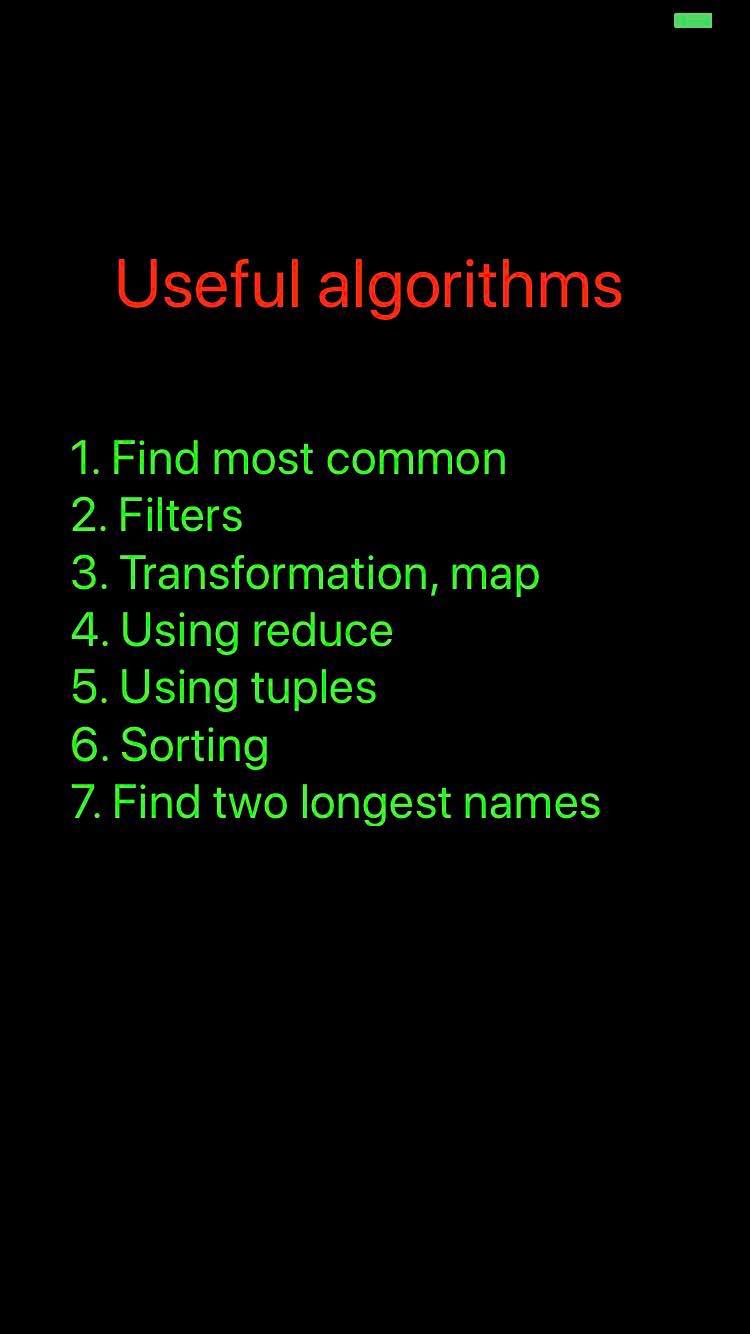 Useful algorithms
1. Find most common
2. Filters
3. Transformation, map
4. Using reduce
5. Using tuples
6. Sorting
7. Find two longest names